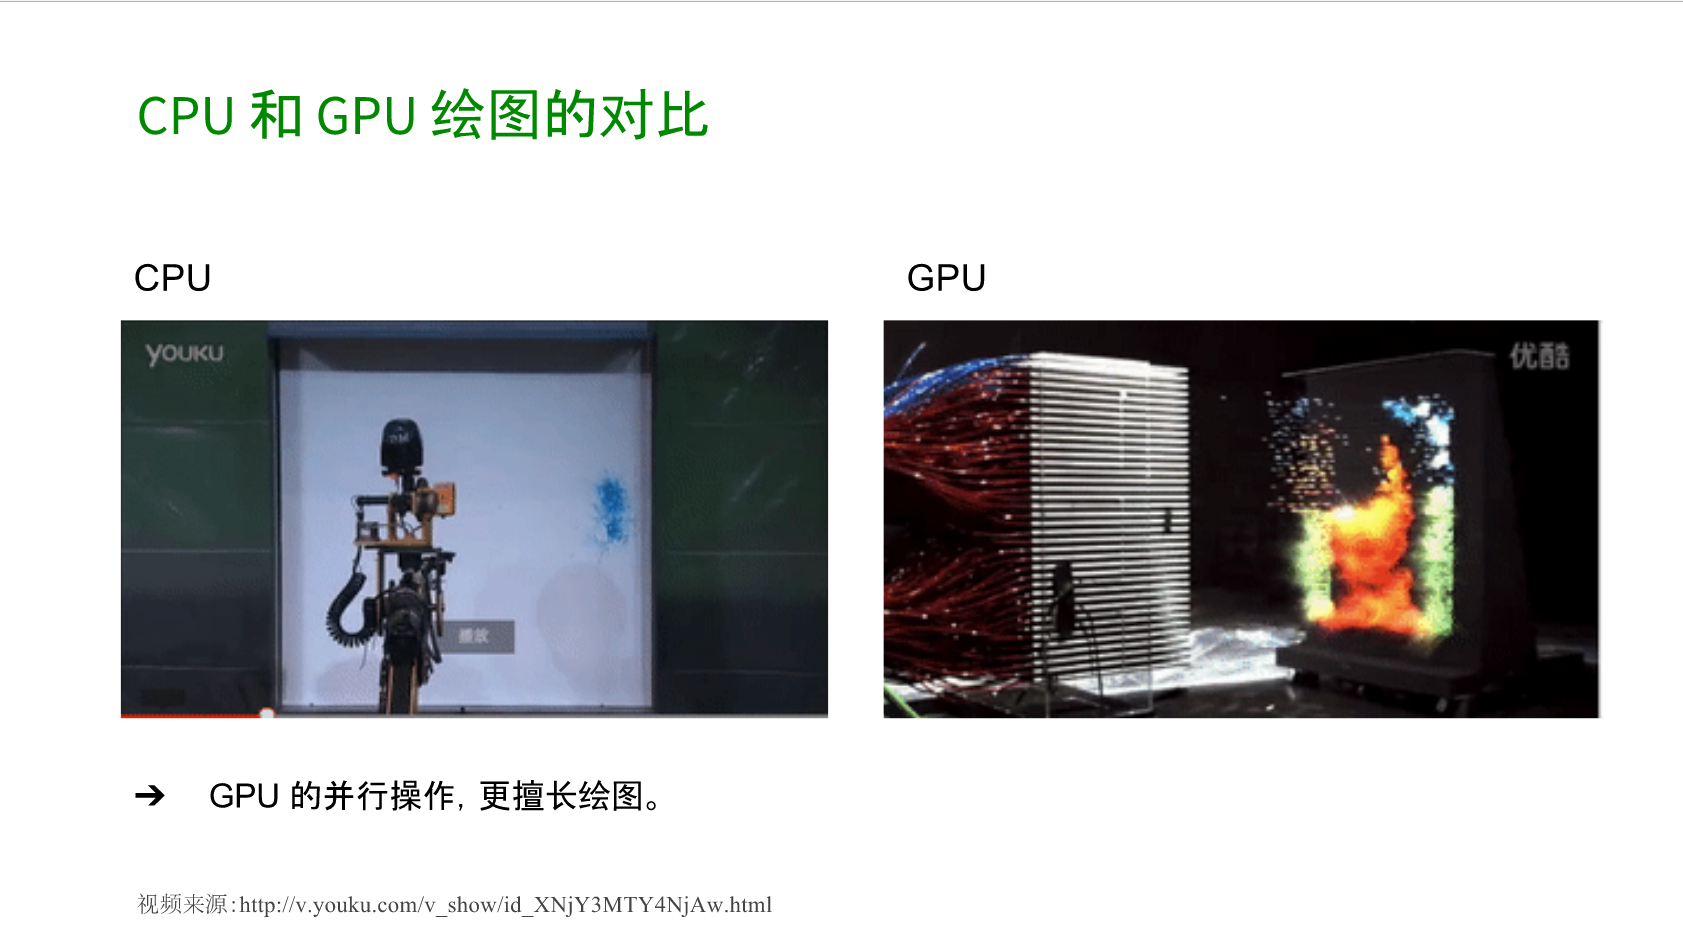 CPU 和 GPU 绘图的对比
CPU
GPU
YOUKU
优酷
播放
➔ GPU 的并行操作，更擅长绘图。
视频来源：http://v.youku.com/v_show/id_XNjY3MTY4NjAw.html